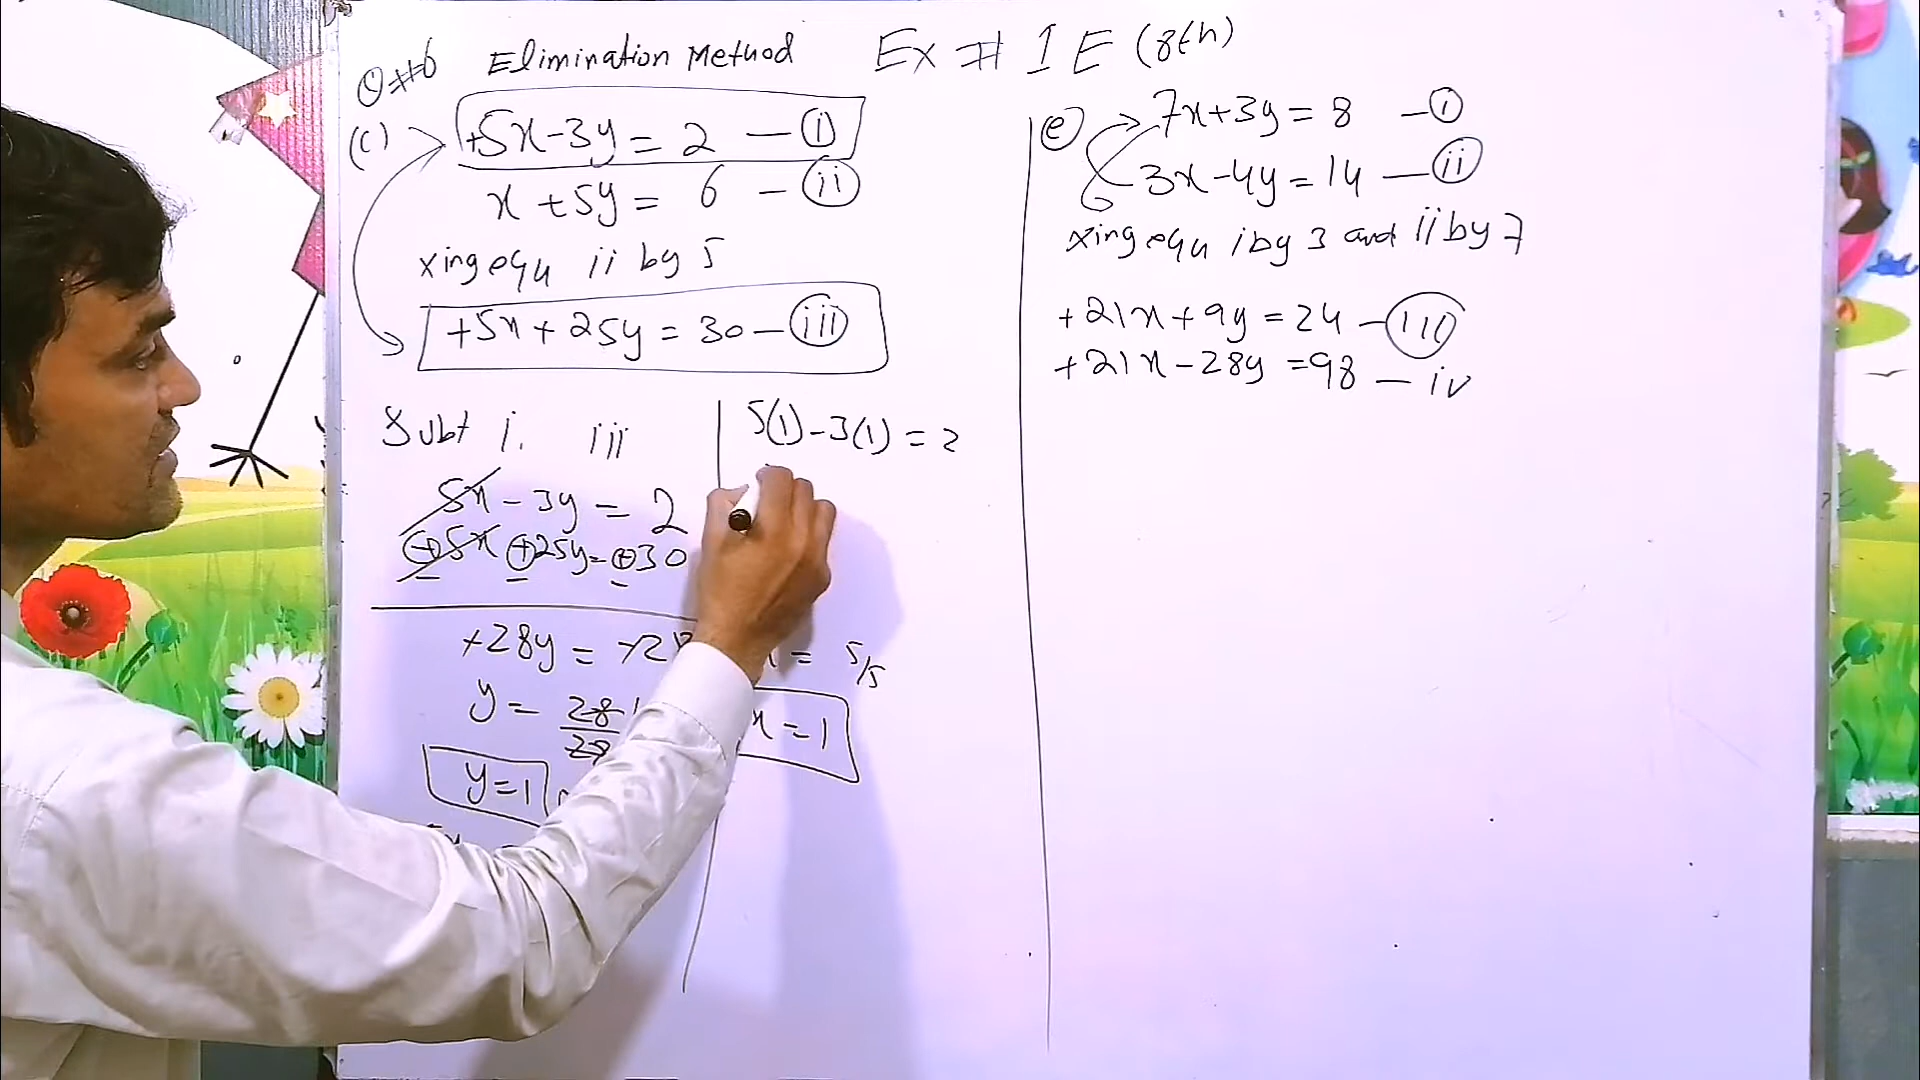 Q#6 Elimination Method Ex # 1 E (8th)
(c) +5x-3y = 2 — (i)
x + 5y = 6 — (ii)
xing equ ii by 5
+5x + 25y = 30 — (iii)
Subt i. iii
5x - 3y = 2
+5x +25y = +30
+28y =
y = 28
28
y=1
5(1)-3(1) = 2
= 5/5
x = 1
(e) 7x+3y = 8 — (i)
3x-4y = 14 — (ii)
xing equ i by 3 and ii by 7
+21x + 9y = 24 — (iii)
+21x - 28y = 98 — iv